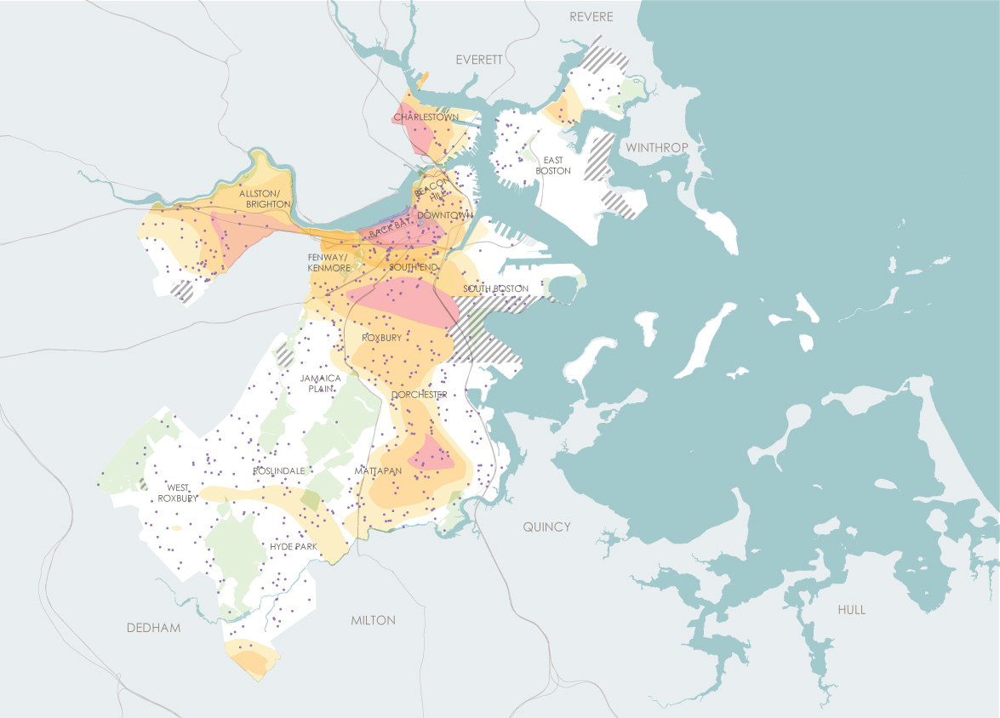 REVERE
EVERETT
CHARLESTOWN
WINTHROP
EAST
BOSTON
BEACON
HILL
ALLSTON/
BRIGHTON
DOWNTOWN
BACK BAY
FENWAY/
KENMORE
SOUTH END
SOUTH BOSTON
ROXBURY
JAMAICA
PLAIN
DORCHESTER
ROSLINDALE
MATTAPAN
WEST
ROXBURY
QUINCY
HYDE PARK
HULL
MILTON
DEDHAM